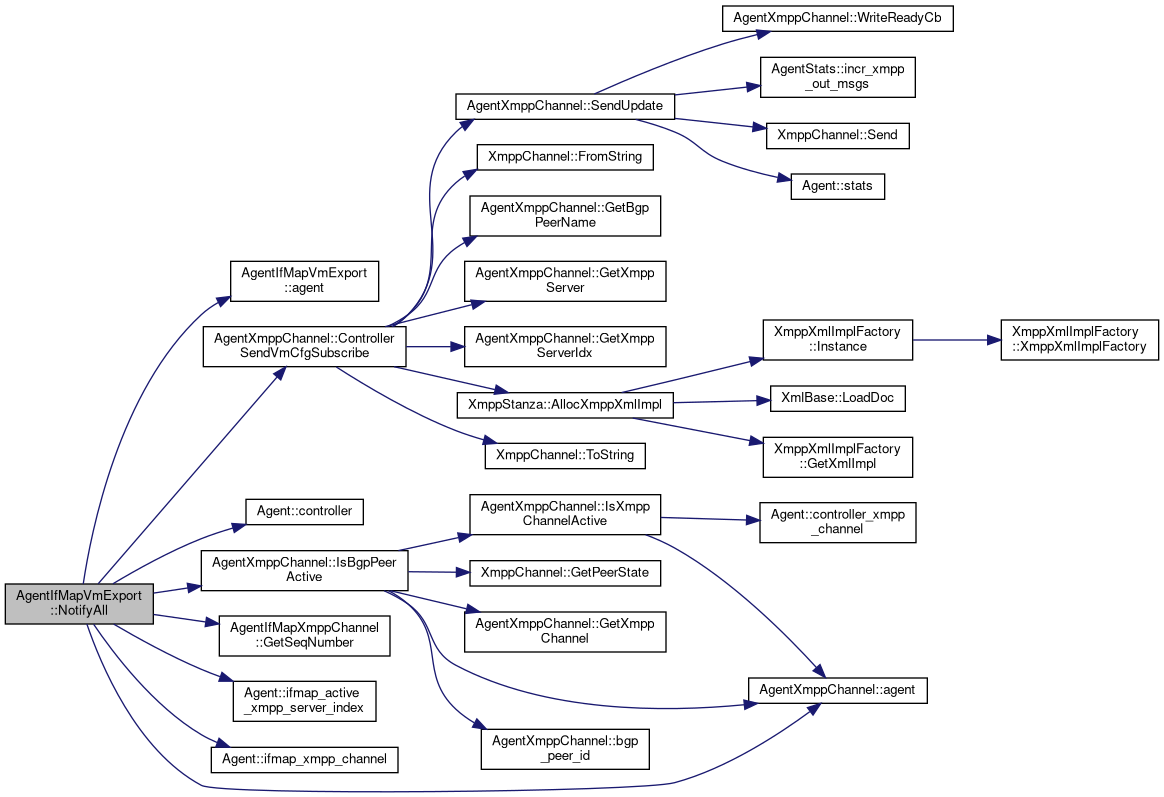 AgentXmppChannel::WriteReadyCb
AgentStats::incr_xmpp
_out_msgs
AgentXmppChannel::SendUpdate
XmppChannel::Send
XmppChannel::FromString
Agent::stats
AgentXmppChannel::GetBgp
PeerName
AgentIfMapVmExport
::agent
AgentXmppChannel::GetXmpp
Server
AgentXmppChannel::Controller
SendVmCfgSubscribe
AgentXmppChannel::GetXmpp
ServerIdx
XmppXmlImplFactory
::Instance
XmppXmlImplFactory
::XmppXmlImplFactory
XmppStanza::AllocXmppXmlImpl
XmlBase::LoadDoc
XmppChannel::ToString
XmppXmlImplFactory
::GetXmlImpl
Agent::controller
AgentXmppChannel::IsXmpp
ChannelActive
Agent::controller_xmpp
_channel
AgentXmppChannel::IsBgpPeer
Active
XmppChannel::GetPeerState
AgentIfMapVmExport
::NotifyAll
AgentIfMapXmppChannel
::GetSeqNumber
AgentXmppChannel::GetXmpp
Channel
Agent::ifmap_active
_xmpp_server_index
AgentXmppChannel::agent
Agent::ifmap_xmpp_channel
AgentXmppChannel::bgp
_peer_id